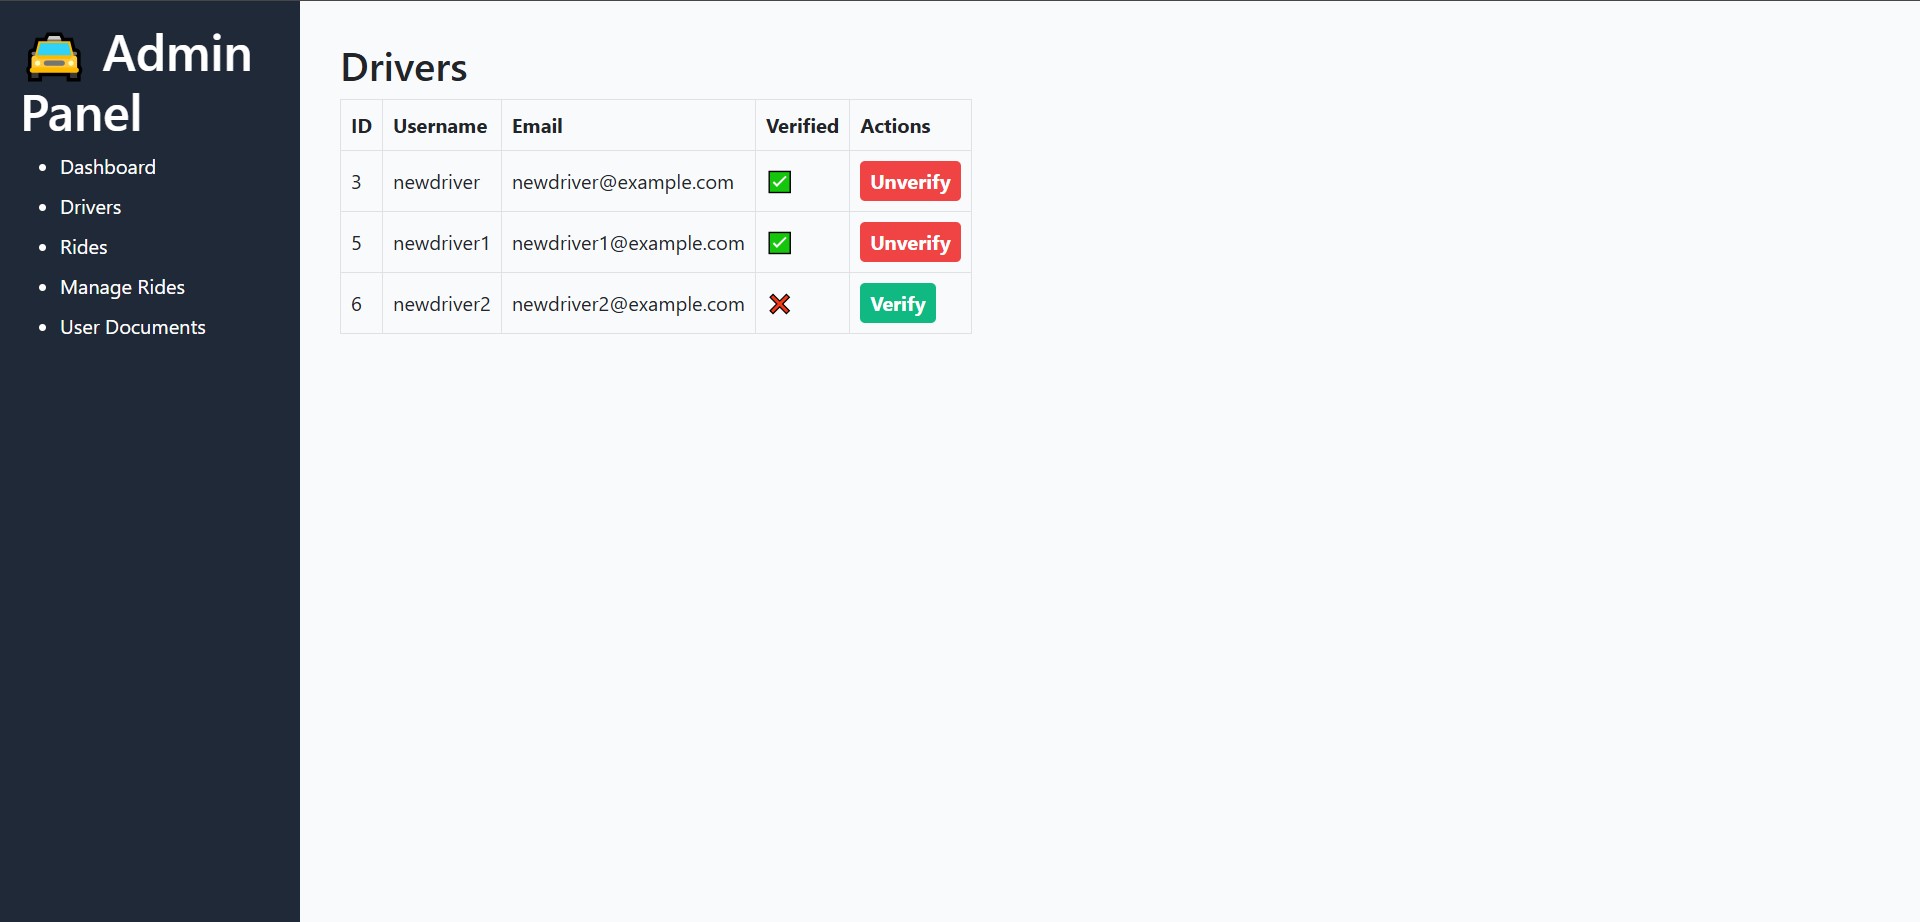 Admin
Panel
Dashboard
Drivers
Rides
Manage Rides
User Documents
Drivers
ID Username Email Verified Actions
3 newdriver newdriver@example.com Unverify
5 newdriver1 newdriver1@example.com Unverify
6 newdriver2 newdriver2@example.com Verify